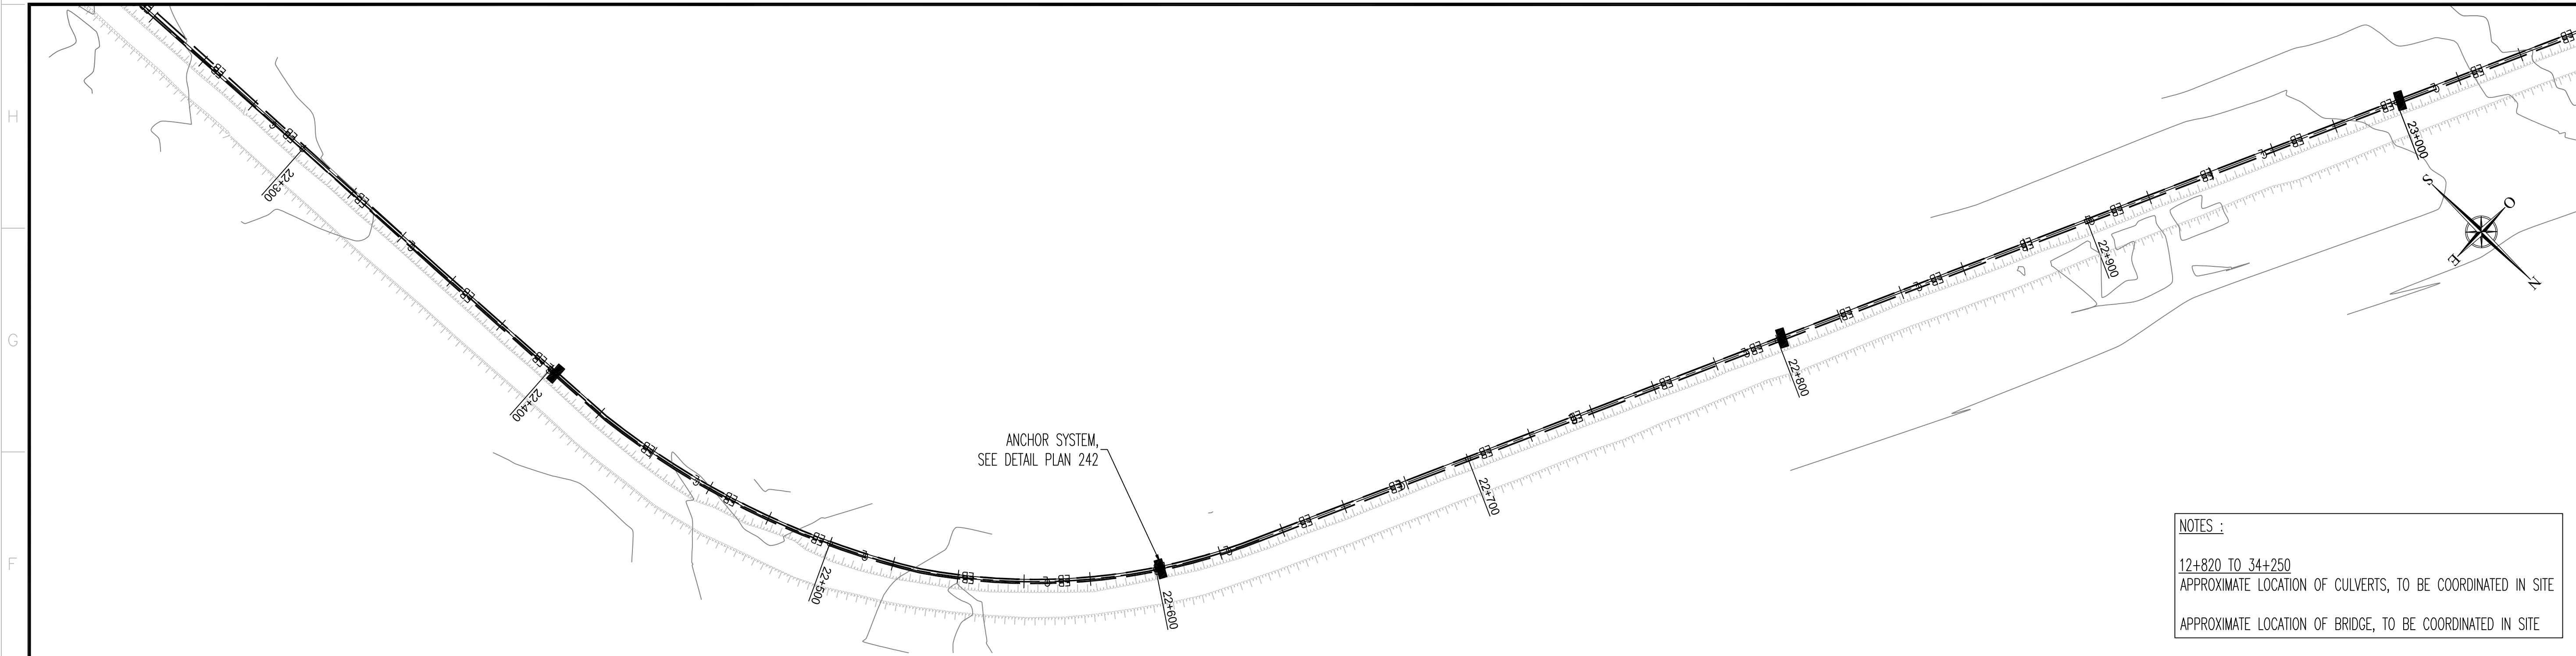 H
G
F
22+300
22+400
22+500
22+600
22+700
22+800
22+900
23+000
ANCHOR SYSTEM,
SEE DETAIL PLAN 242
S
O
E
N
NOTES :
12+820 TO 34+250
APPROXIMATE LOCATION OF CULVERTS, TO BE COORDINATED IN SITE
APPROXIMATE LOCATION OF BRIDGE, TO BE COORDINATED IN SITE